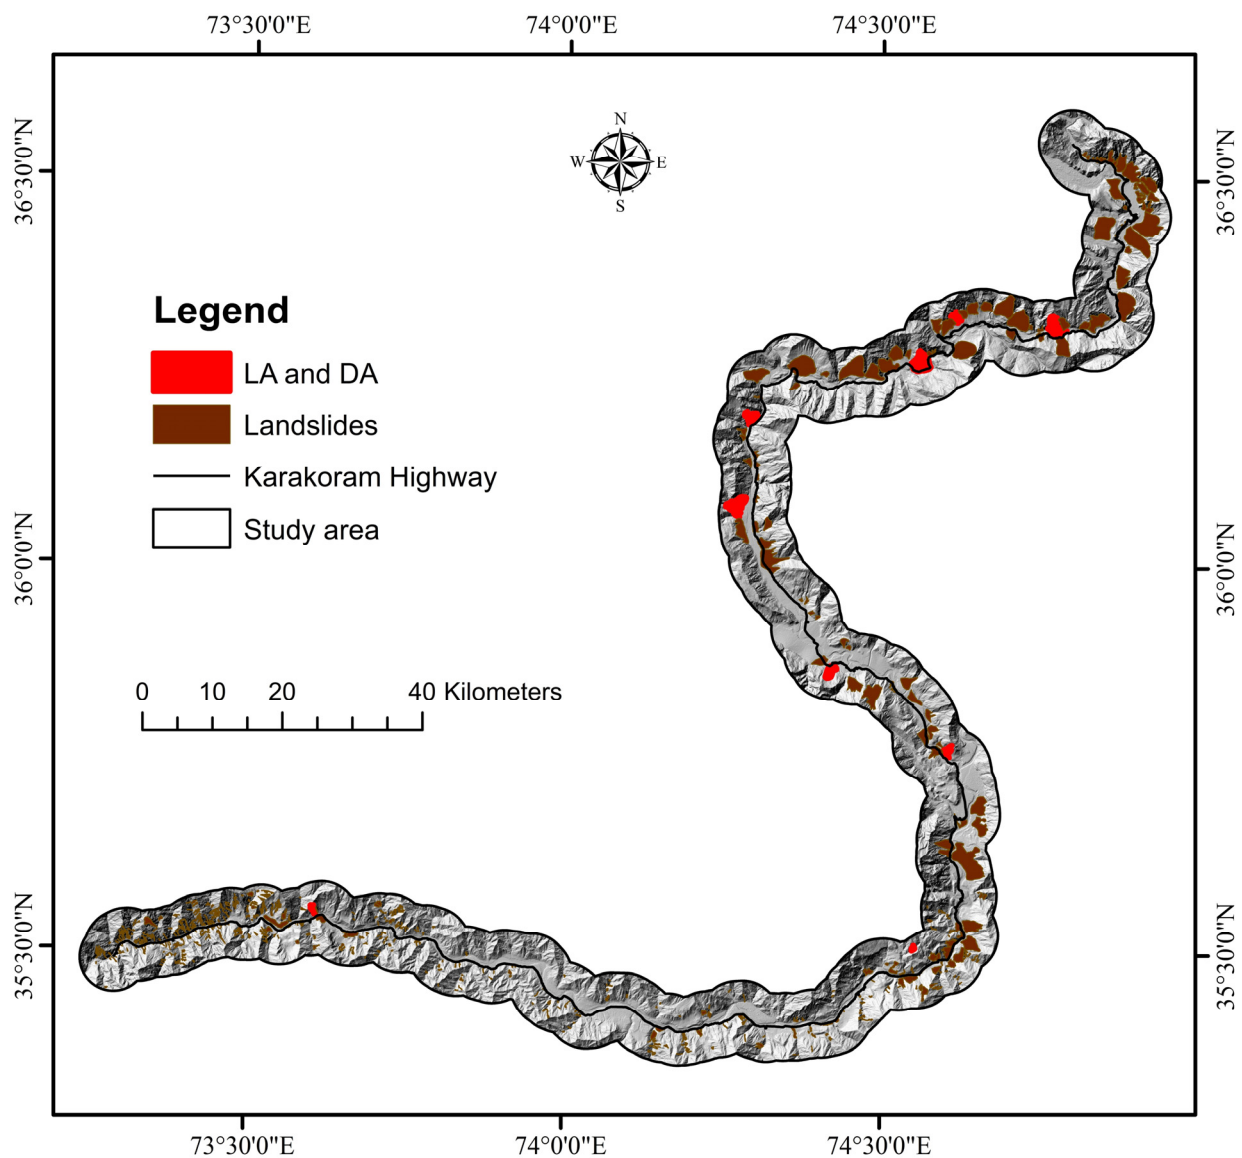 73°30'0"E 74°0'0"E 74°30'0"E
36°30'0"N
36°0'0"N
35°30'0"N
N
W E
S
Legend
LA and DA
Landslides
Karakoram Highway
Study area
0 10 20 40 Kilometers
36°30'0"N
36°0'0"N
35°30'0"N
73°30'0"E 74°0'0"E 74°30'0"E